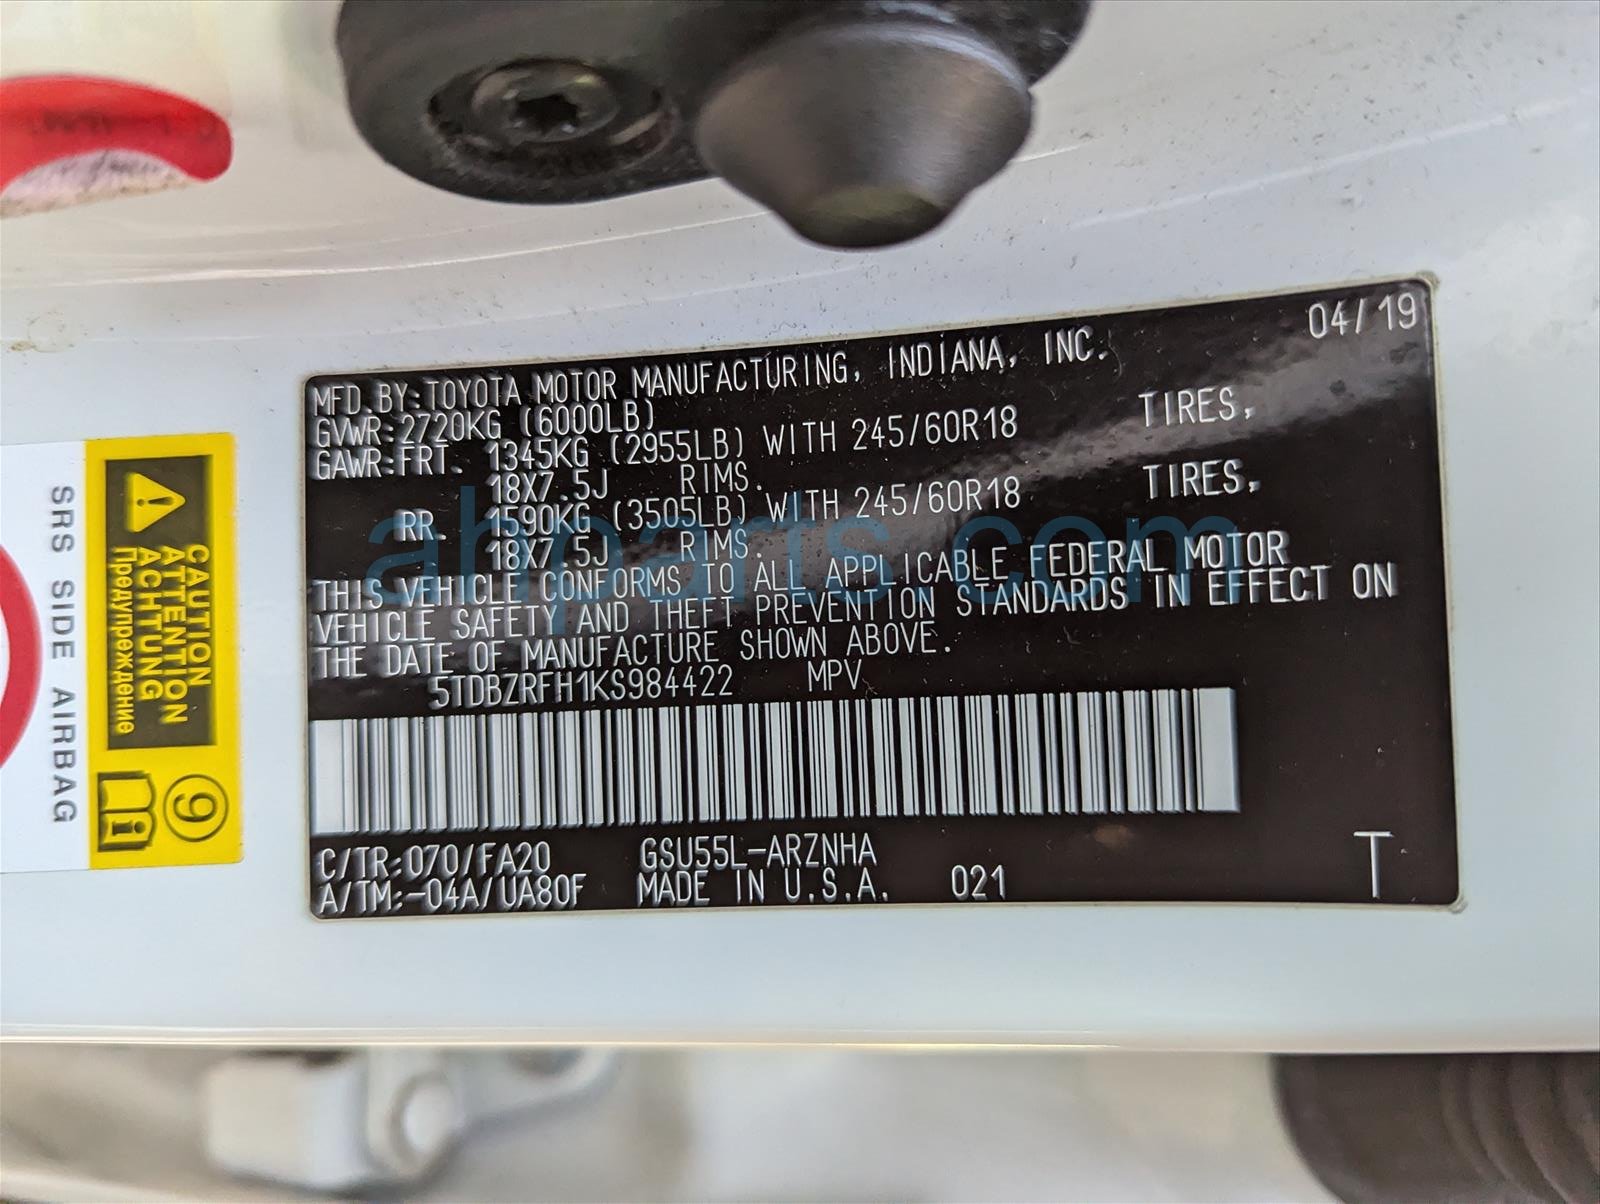 04/19
MFD.BY:TOYOTA MOTOR MANUFACTURING, INDIANA, INC.
GVWR:2720KG (6000LB)
GAWR:FRT. 1345KG (2955LB) WITH 245/60R18 TIRES,
18X7.5J RIMS.
RR. 1590KG (3505LB) WITH 245/60R18 TIRES,
18X7.5J RIMS.
THIS VEHICLE CONFORMS TO ALL APPLICABLE FEDERAL MOTOR
VEHICLE SAFETY AND THEFT PREVENTION STANDARDS IN EFFECT ON
THE DATE OF MANUFACTURE SHOWN ABOVE.
5TDBZRFH1KS984422 MPV
C/TR:070/FA20 GSU55L-ARZNHA
A/TM:-04A/UA80F MADE IN U.S.A. 021
T
CAUTION
ATTENTION
ACHTUNG
Предупреждение
9
SRS SIDE AIRBAG
ahparts.com